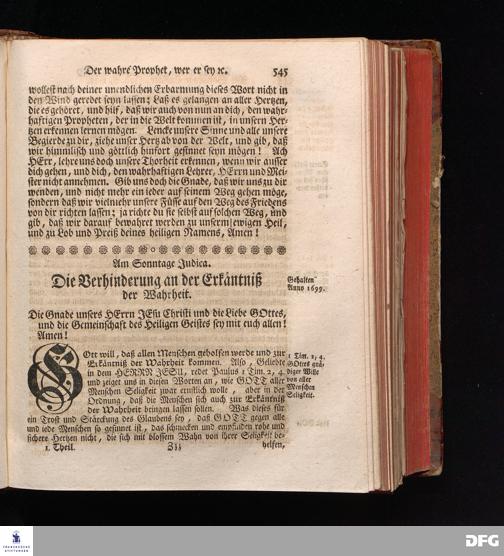 Der wahre Prophet, wer er sey ꝛc. 545
wollest nach deiner unendlichen Erbarmung dieses Wort nicht in
den Wind geredet seyn lassen; Laß es gelangen an aller Hertzen,
die es gehöret, und hilf, daß wir auch von nun an dich, den wahr-
haftigen Propheten, der in die Welt kommen ist, in unsern Her-
tzen erkennen lernen mögen. Lencke unsere Sinne und alle unsere
Begierde zu dir, ziehe unser Hertz ab von der Welt, und gib, daß
wir himmlisch und göttlich hinfort gesinnet seyn mögen! Ach
HErr, lehre uns doch unsere Thorheit erkennen, wenn wir ausser
dich gehen, und dich, den wahrhaftigen Lehrer, HErrn und Mei-
ster nicht annehmen. Gib uns doch die Gnade, daß wir uns zu dir
wenden, und nicht mehr ein ieder auf seinem Weg gehen möge,
sondern daß wir vielmehr unsere Füsse auf den Weg des Friedens
von dir richten lassen; ja richte du sie selbst auf solchen Weg, und
gib, daß wir darauf bewahret werden zu unserm ewigen Heil,
und zu Lob und Preiß deines heiligen Namens, Amen!
Am Sonntage Judica.
Die Verhinderung an der Erkäntniß
der Wahrheit.
Gehalten
Anno 1699.
Die Gnade unsers HErrn JEsu Christi und die Liebe GOttes,
und die Gemeinschaft des Heiligen Geistes sey mit euch allen!
Amen!
GOtt will, daß allen Menschen geholfen werde und zur
Erkäntniß der Wahrheit kommen. Also, Geliebte
in dem HERRN JESU, redet Paulus 1 Tim. 2, 4.
und zeiget uns in diesen Worten an, wie GOTT aller
Menschen Seligkeit zwar ernstlich wolle, aber in der
Ordnung, daß die Menschen sich auch zur Erkäntniß
der Wahrheit bringen lassen sollen. Was dieses für
ein Trost und Stärckung des Glaubens sey, daß GOTT gegen alle
und iede Menschen so gesinnet ist, das schmecken und empfinden rohe und
sichere Hertzen nicht, die sich mit blossem Wahn von ihrer Seligkeit be-
1 Tim. 2, 4.
GOttes gnä-
diger Wille
von aller
Menschen
Seligkeit.
I. Theil. Zzz helfen,
FRANCKESCHE
STIFTUNGEN
DFG